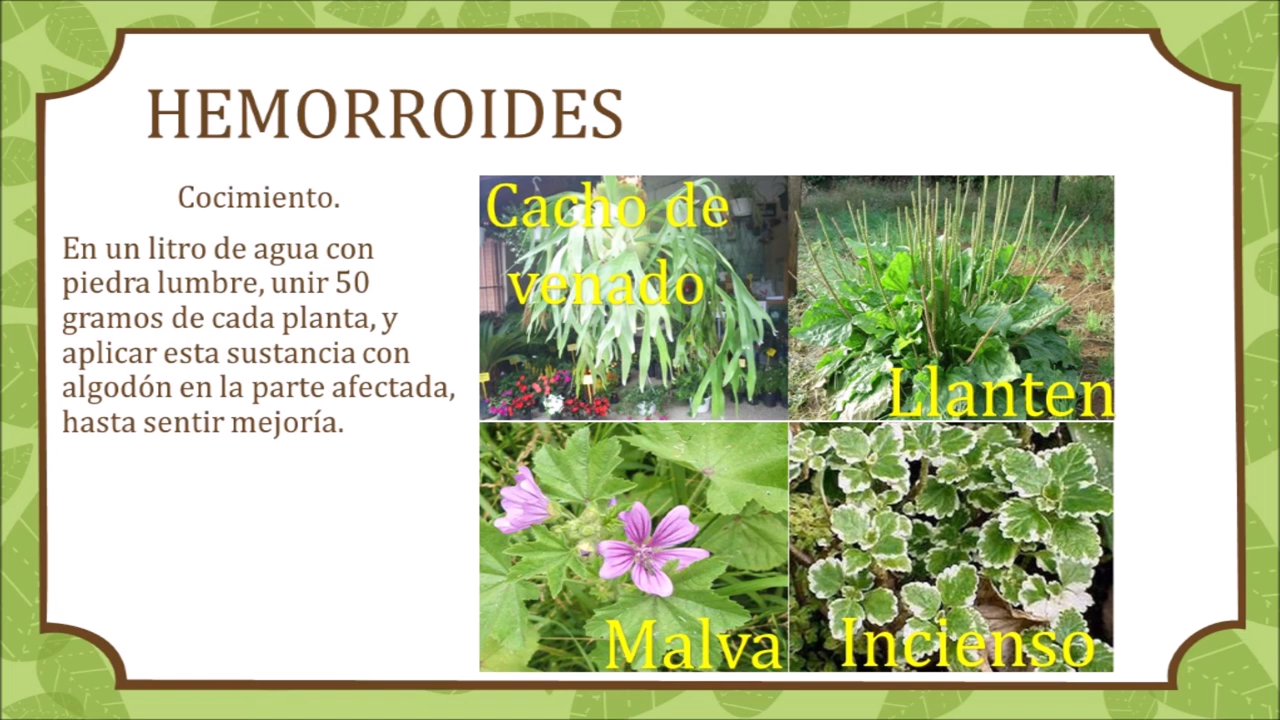 HEMORROIDES
Cocimiento.
En un litro de agua con
piedra lumbre, unir 50
gramos de cada planta, y
aplicar esta sustancia con
algodón en la parte afectada,
hasta sentir mejoría.
Cacho de
venado
Llanten
Malva
Incienso